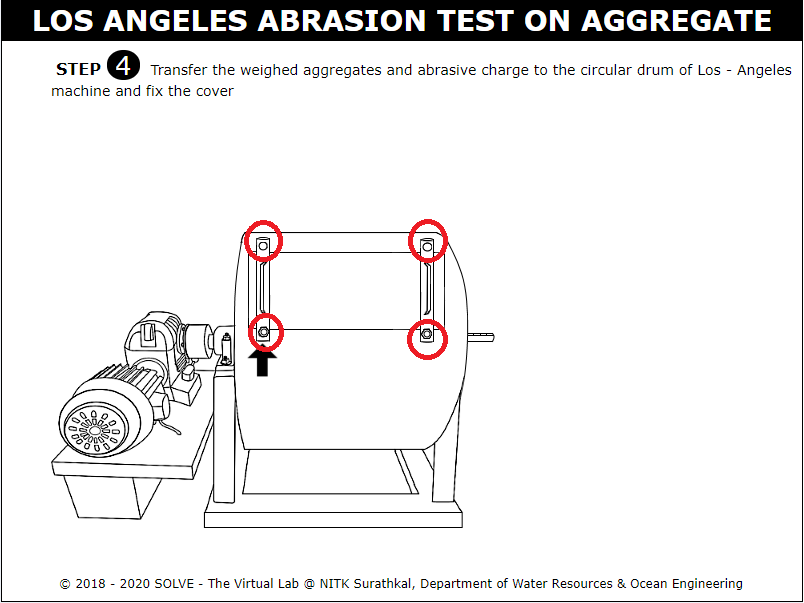 LOS ANGELES ABRASION TEST ON AGGREGATE
STEP 4 Transfer the weighed aggregates and abrasive charge to the circular drum of Los - Angeles
machine and fix the cover
© 2018 - 2020 SOLVE - The Virtual Lab @ NITK Surathkal, Department of Water Resources & Ocean Engineering